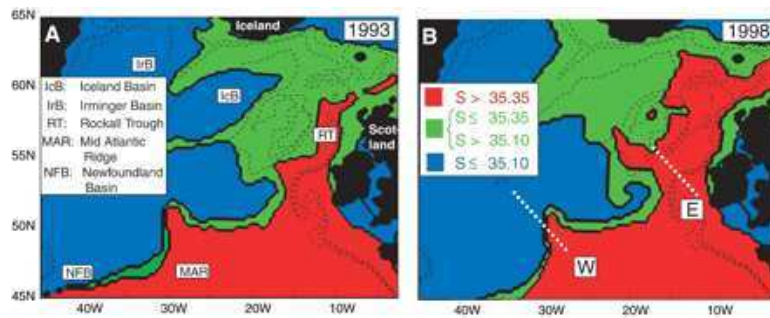 A
Iceland
1993
65N
60N
55N
50N
45N
IrB
IcB
IcB: Iceland Basin
IrB: Irminger Basin
RT: Rockall Trough
MAR: Mid Atlantic
Ridge
NFB: Newfoundland
Basin
RT
Scot-
land
NFB
MAR
40W
30W
20W
10W
B
1998
S > 35.35
S ≤ 35.35
S > 35.10
S ≤ 35.10
E
W
40W
30W
20W
10W